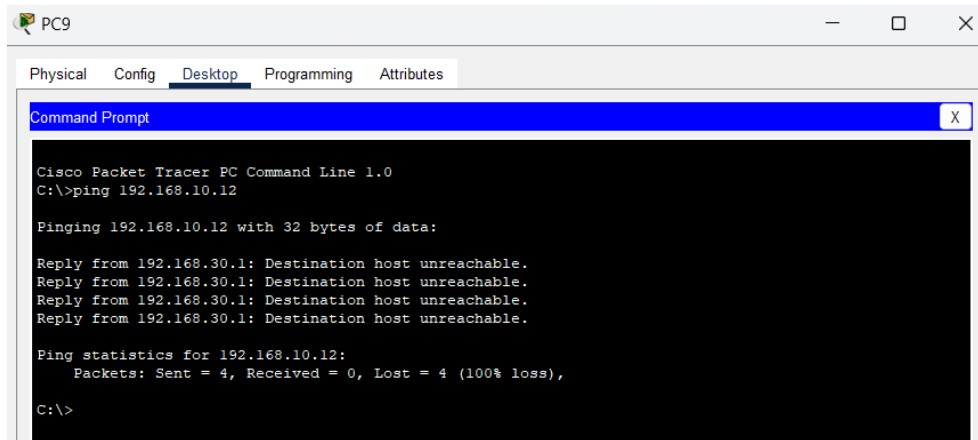 PC9
Physical Config Desktop Programming Attributes
Command Prompt
X
Cisco Packet Tracer PC Command Line 1.0
C:\>ping 192.168.10.12
Pinging 192.168.10.12 with 32 bytes of data:
Reply from 192.168.30.1: Destination host unreachable.
Reply from 192.168.30.1: Destination host unreachable.
Reply from 192.168.30.1: Destination host unreachable.
Reply from 192.168.30.1: Destination host unreachable.
Ping statistics for 192.168.10.12:
Packets: Sent = 4, Received = 0, Lost = 4 (100% loss),
C:\>